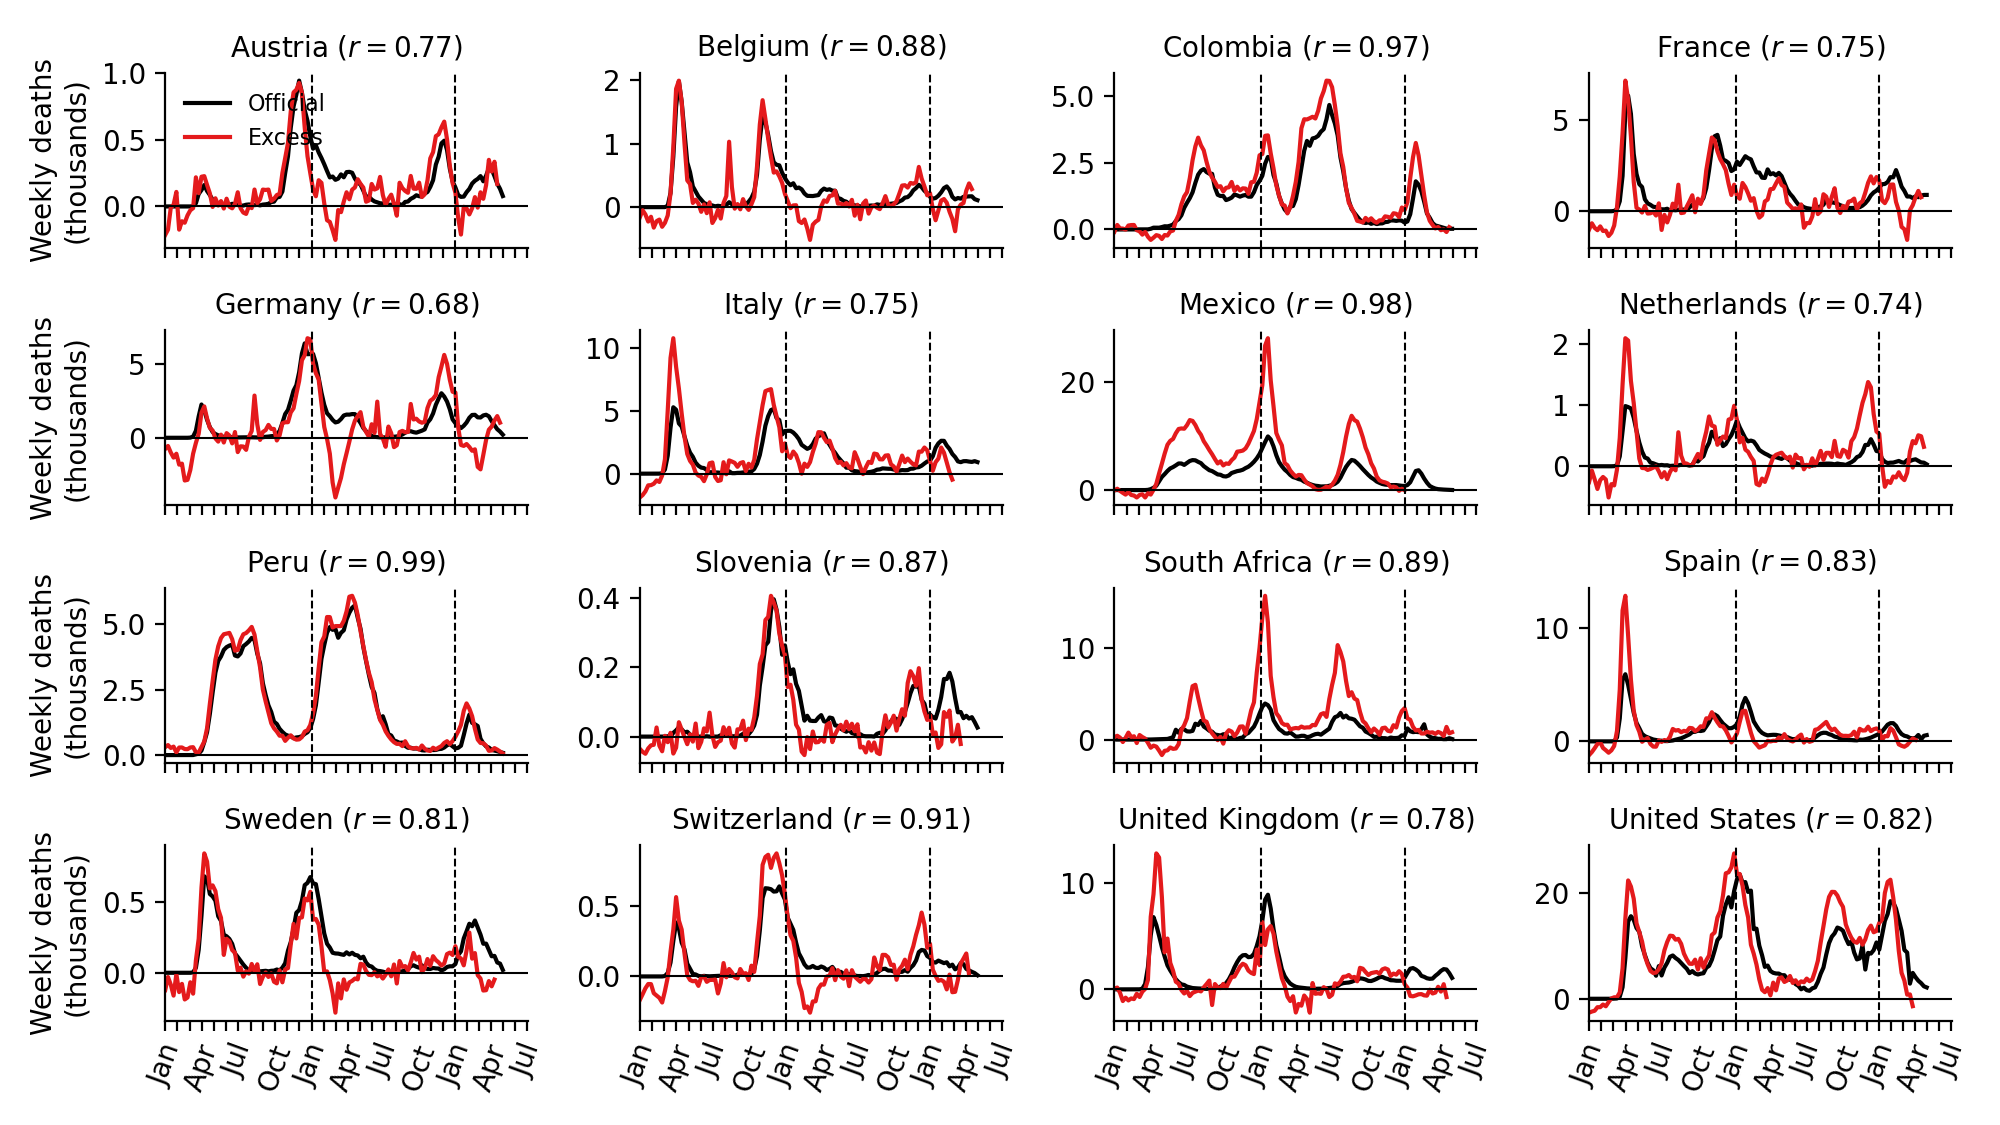 Austria (r = 0.77)
Belgium (r = 0.88)
Colombia (r = 0.97)
France (r = 0.75)
Weekly deaths
(thousands)
1.0
0.5
0.0
Official
Excess
2
1
0
5.0
2.5
0.0
5
0
Germany (r = 0.68)
Italy (r = 0.75)
Mexico (r = 0.98)
Netherlands (r = 0.74)
Weekly deaths
(thousands)
5
0
10
5
0
20
0
2
1
0
Peru (r = 0.99)
Slovenia (r = 0.87)
South Africa (r = 0.89)
Spain (r = 0.83)
Weekly deaths
(thousands)
5.0
2.5
0.0
0.4
0.2
0.0
10
0
10
0
Sweden (r = 0.81)
Switzerland (r = 0.91)
United Kingdom (r = 0.78)
United States (r = 0.82)
Weekly deaths
(thousands)
0.5
0.0
0.5
0.0
10
0
20
0
Jan Apr Jul Oct Jan Apr Jul Oct Jan Apr Jul
Jan Apr Jul Oct Jan Apr Jul Oct Jan Apr Jul
Jan Apr Jul Oct Jan Apr Jul Oct Jan Apr Jul
Jan Apr Jul Oct Jan Apr Jul Oct Jan Apr Jul